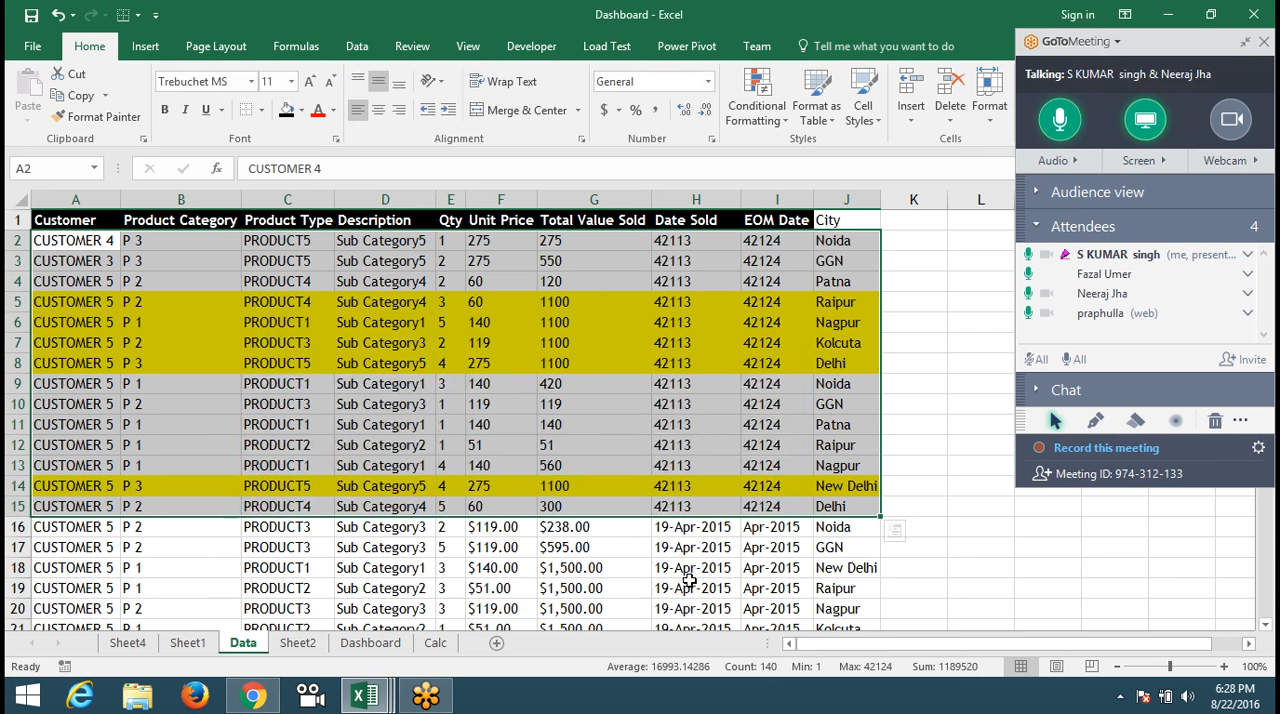 Dashboard - Excel
Sign in
File Home Insert Page Layout Formulas Data Review View Developer Load Test Power Pivot Team Tell me what you want to do
Cut
Copy
Format Painter
Paste
Clipboard
Trebuchet MS 11
B I U
Font
Wrap Text
Merge & Center
Alignment
General
$ % ,
Number
Conditional Formatting
Format as Table
Cell Styles
Styles
Insert Delete Format
Cells
A2 fx CUSTOMER 4
A B C D E F G H I J K L
1 Customer Product Category Product Type Description Qty Unit Price Total Value Sold Date Sold EOM Date City
2 CUSTOMER 4 P 3 PRODUCT5 Sub Category5 1 275 275 42113 42124 Noida
3 CUSTOMER 3 P 3 PRODUCT5 Sub Category5 2 275 550 42113 42124 GGN
4 CUSTOMER 5 P 2 PRODUCT4 Sub Category4 2 60 120 42113 42124 Patna
5 CUSTOMER 5 P 2 PRODUCT4 Sub Category4 3 60 1100 42113 42124 Raipur
6 CUSTOMER 5 P 1 PRODUCT1 Sub Category1 5 140 1100 42113 42124 Nagpur
7 CUSTOMER 5 P 2 PRODUCT3 Sub Category3 2 119 1100 42113 42124 Kolcuta
8 CUSTOMER 5 P 3 PRODUCT5 Sub Category5 4 275 1100 42113 42124 Delhi
9 CUSTOMER 5 P 1 PRODUCT1 Sub Category1 3 140 420 42113 42124 Noida
10 CUSTOMER 5 P 2 PRODUCT3 Sub Category3 1 119 119 42113 42124 GGN
11 CUSTOMER 5 P 1 PRODUCT1 Sub Category1 1 140 140 42113 42124 Patna
12 CUSTOMER 5 P 1 PRODUCT2 Sub Category2 1 51 51 42113 42124 Raipur
13 CUSTOMER 5 P 1 PRODUCT1 Sub Category1 4 140 560 42113 42124 Nagpur
14 CUSTOMER 5 P 3 PRODUCT5 Sub Category5 4 275 1100 42113 42124 New Delhi
15 CUSTOMER 5 P 2 PRODUCT4 Sub Category4 5 60 300 42113 42124 Delhi
16 CUSTOMER 5 P 2 PRODUCT3 Sub Category3 2 $119.00 $238.00 19-Apr-2015 Apr-2015 Noida
17 CUSTOMER 5 P 2 PRODUCT3 Sub Category3 5 $119.00 $595.00 19-Apr-2015 Apr-2015 GGN
18 CUSTOMER 5 P 1 PRODUCT1 Sub Category1 3 $140.00 $1,500.00 19-Apr-2015 Apr-2015 New Delhi
19 CUSTOMER 5 P 1 PRODUCT2 Sub Category2 3 $51.00 $1,500.00 19-Apr-2015 Apr-2015 Raipur
20 CUSTOMER 5 P 2 PRODUCT3 Sub Category3 3 $119.00 $1,500.00 19-Apr-2015 Apr-2015 Nagpur
21 CUSTOMER 5 P 1 PRODUCT2 Sub Category2 1 $51.00 $1,500.00 19-Apr-2015 Apr-2015 Kolcuta
Sheet4 Sheet1 Data Sheet2 Dashboard Calc
Ready Average: 16993.14286 Count: 140 Min: 1 Max: 42124 Sum: 1189520 100%
6:28 PM
8/22/2016
GoToMeeting
Talking: S KUMAR singh & Neeraj Jha
Audio Screen Webcam
Audience view
Attendees 4
S KUMAR singh (me, present...
Fazal Umer
Neeraj Jha
praphulla (web)
All All Invite
Chat
Record this meeting
Meeting ID: 974-312-133